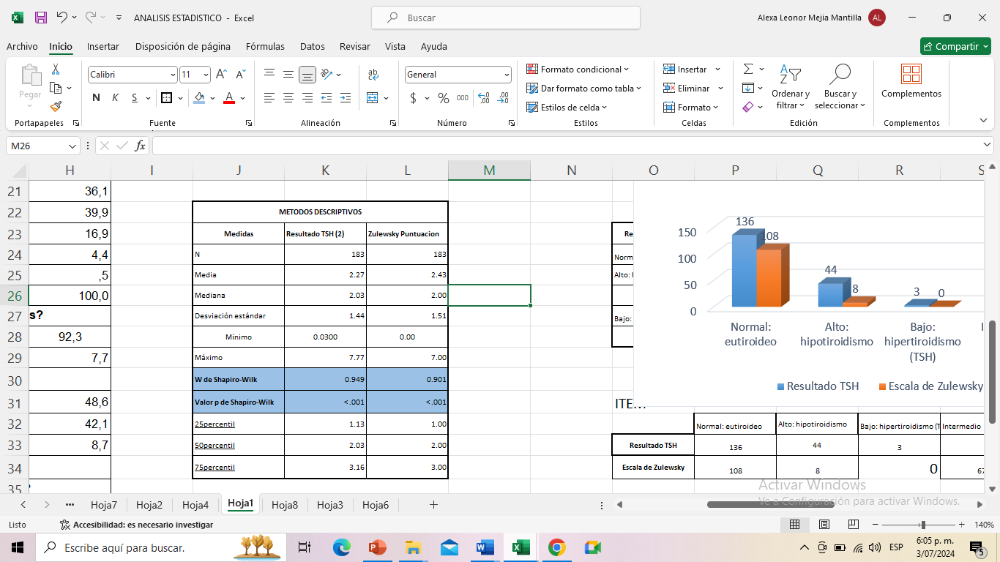 ANALISIS ESTADISTICO - Excel
Buscar
Alexa Leonor Mejia Mantilla
AL
Archivo Inicio Insertar Disposición de página Fórmulas Datos Revisar Vista Ayuda
Compartir
Pegar
Calibri 11
N K S
A A
ab
General
$ % 000
Formato condicional
Dar formato como tabla
Estilos de celda
Insertar
Eliminar
Formato
Ordenar y filtrar
Buscar y seleccionar
Complementos
Portapapeles Fuente Alineación Número Estilos Celdas Edición Complementos
M26 fx
H I J K L M N O P Q R S
21 36,1
22 39,9 METODOS DESCRIPTIVOS
23 16,9 Medidas Resultado TSH (2) Zulewsky Puntuacion Re
24 4,4 N 183 183 Norm
25 ,5 Media 2.27 2.43 Alto: 
26 100,0 Mediana 2.03 2.00
27 s? Desviación estándar 1.44 1.51 Bajo:
28 92,3 Mínimo 0.0300 0.00
29 7,7 Máximo 7.77 7.00
30 W de Shapiro-Wilk 0.949 0.901
31 48,6 Valor p de Shapiro-Wilk <.001 <.001 ITEM
32 42,1 25percentil 1.13 1.00 Normal: eutiroideo Alto: hipotiroidismo Bajo: hipertiroidismo (T Intermedio
33 8,7 50percentil 2.03 2.00 Resultado TSH 136 44 3
34 75percentil 3.16 3.00 Escala de Zulewsky 108 8 0 67
35
150
100
50
0
136
108
44
8
3
0
Normal: eutiroideo
Alto: hipotiroidismo
Bajo: hipertiroidismo (TSH)
Resultado TSH Escala de Zulewsky
Activar Windows
Ve a Configuración para activar Windows.
... Hoja7 Hoja2 Hoja4 Hoja1 Hoja8 Hoja3 Hoja6 +
Listo Accesibilidad: es necesario investigar 140%
Escribe aquí para buscar.
ESP
6:05 p. m.
3/07/2024
5